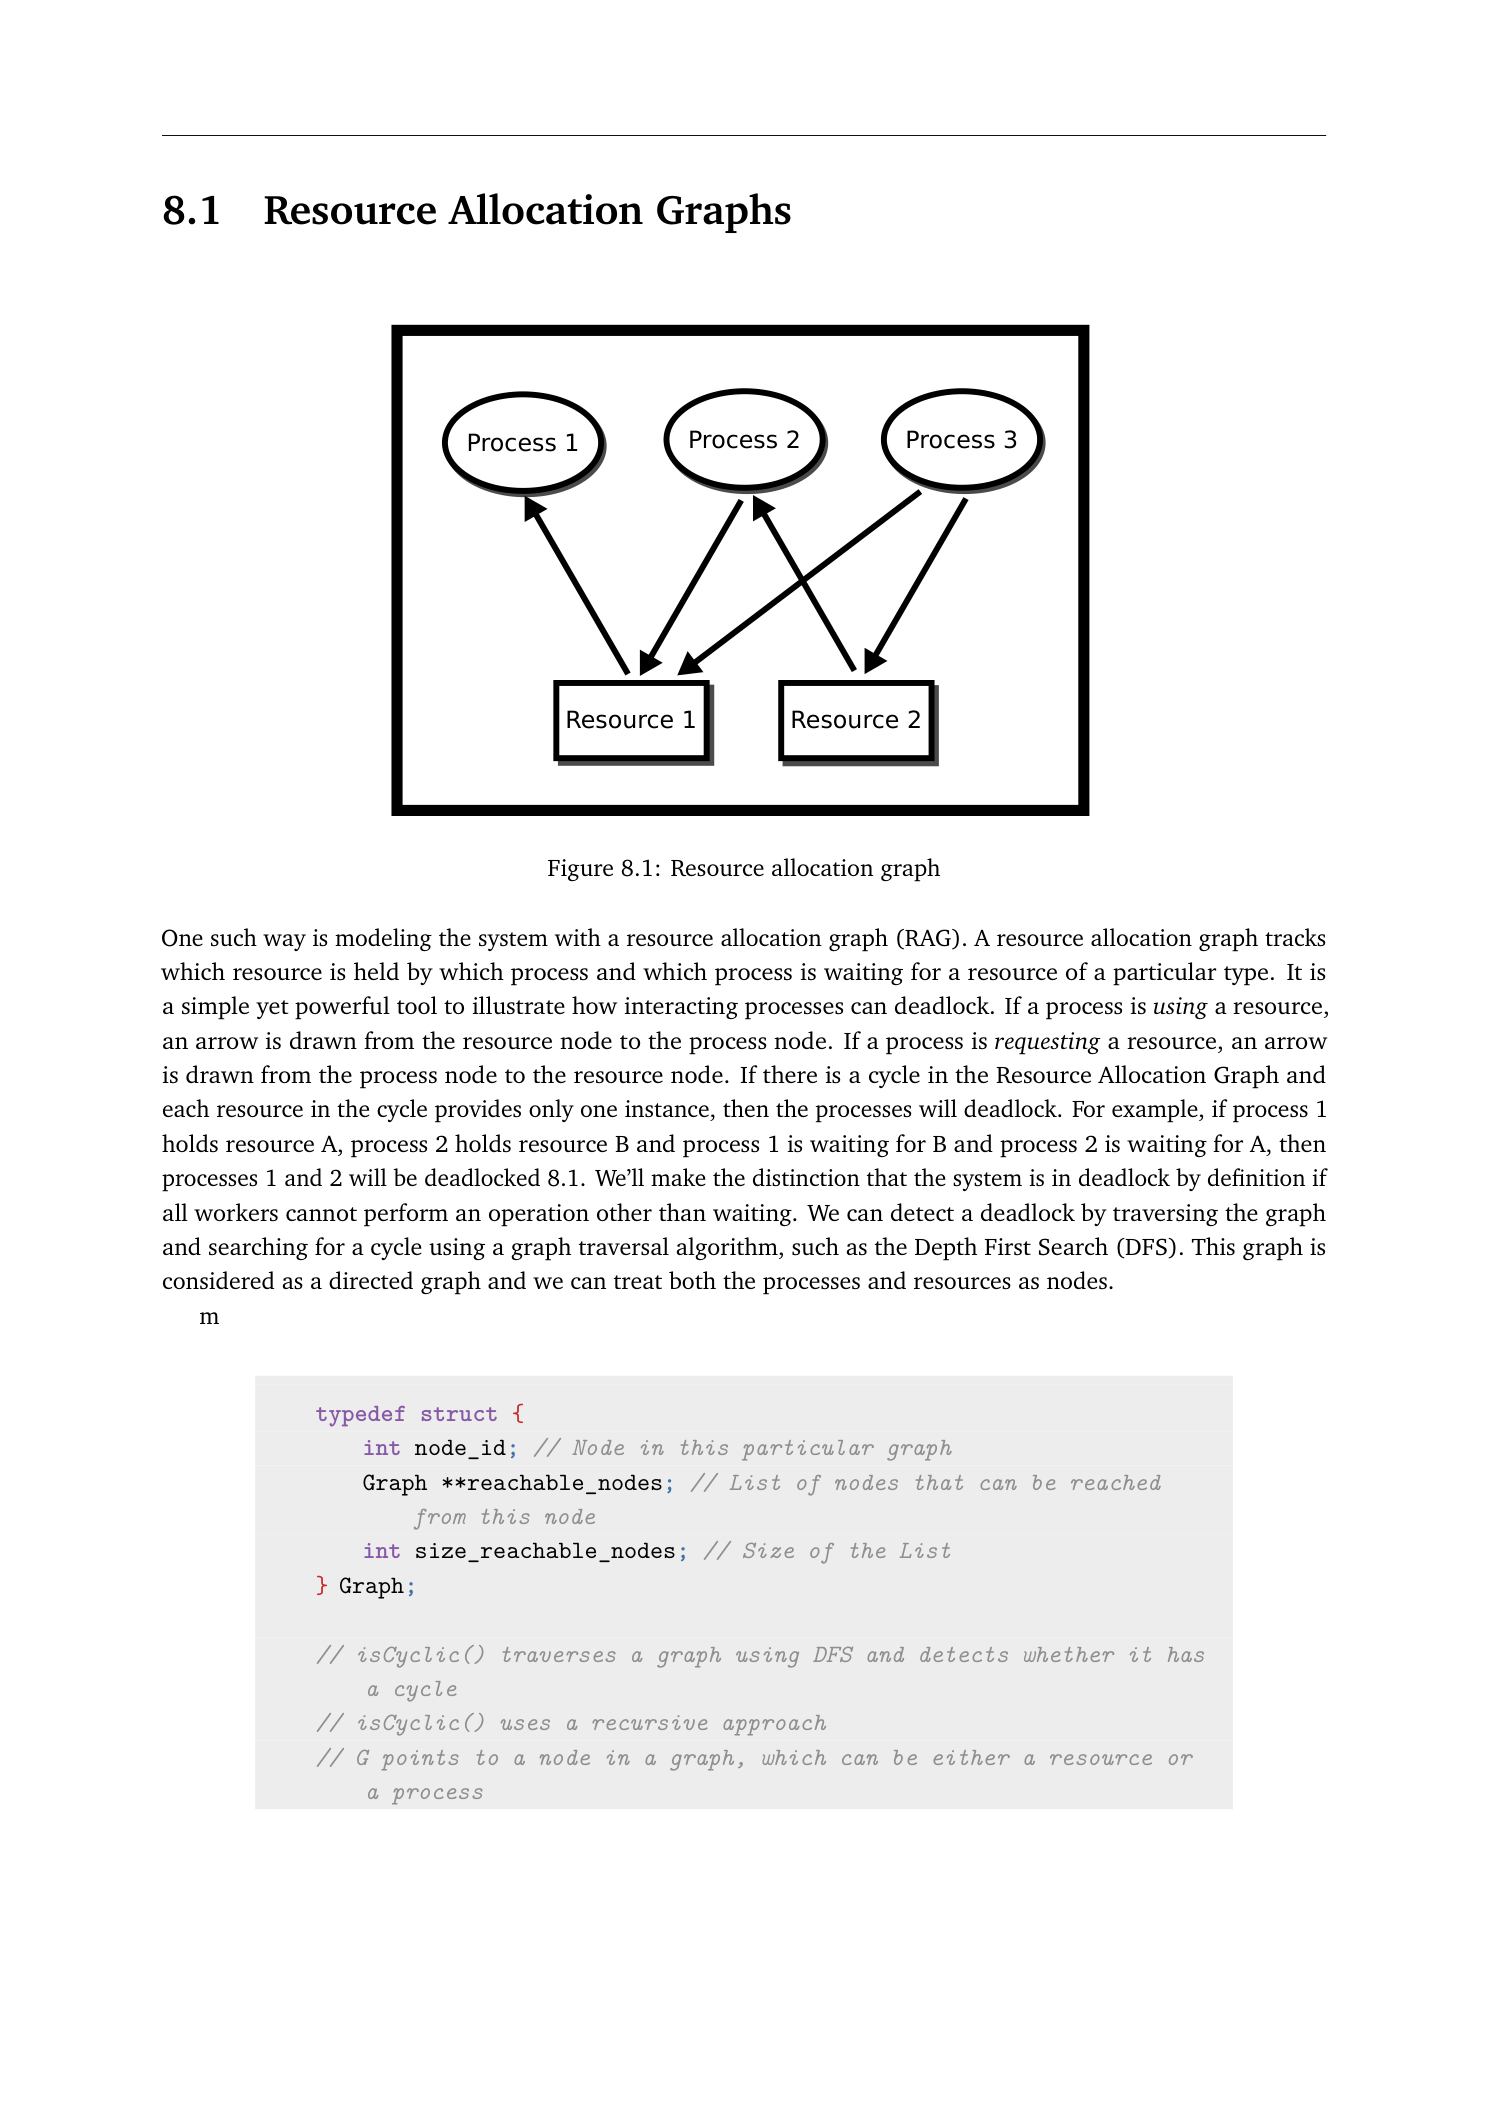 8.1 Resource Allocation Graphs
Process 1
Process 2
Process 3
Resource 1
Resource 2
Figure 8.1: Resource allocation graph
One such way is modeling the system with a resource allocation graph (RAG). A resource allocation graph tracks
which resource is held by which process and which process is waiting for a resource of a particular type. It is
a simple yet powerful tool to illustrate how interacting processes can deadlock. If a process is using a resource,
an arrow is drawn from the resource node to the process node. If a process is requesting a resource, an arrow
is drawn from the process node to the resource node. If there is a cycle in the Resource Allocation Graph and
each resource in the cycle provides only one instance, then the processes will deadlock. For example, if process 1
holds resource A, process 2 holds resource B and process 1 is waiting for B and process 2 is waiting for A, then
processes 1 and 2 will be deadlocked 8.1. We’ll make the distinction that the system is in deadlock by definition if
all workers cannot perform an operation other than waiting. We can detect a deadlock by traversing the graph
and searching for a cycle using a graph traversal algorithm, such as the Depth First Search (DFS). This graph is
considered as a directed graph and we can treat both the processes and resources as nodes.
m
typedef struct {
int node_id; // Node in this particular graph
Graph **reachable_nodes; // List of nodes that can be reached
from this node
int size_reachable_nodes; // Size of the List
} Graph;
// isCyclic() traverses a graph using DFS and detects whether it has
a cycle
// isCyclic() uses a recursive approach
// G points to a node in a graph, which can be either a resource or
a process